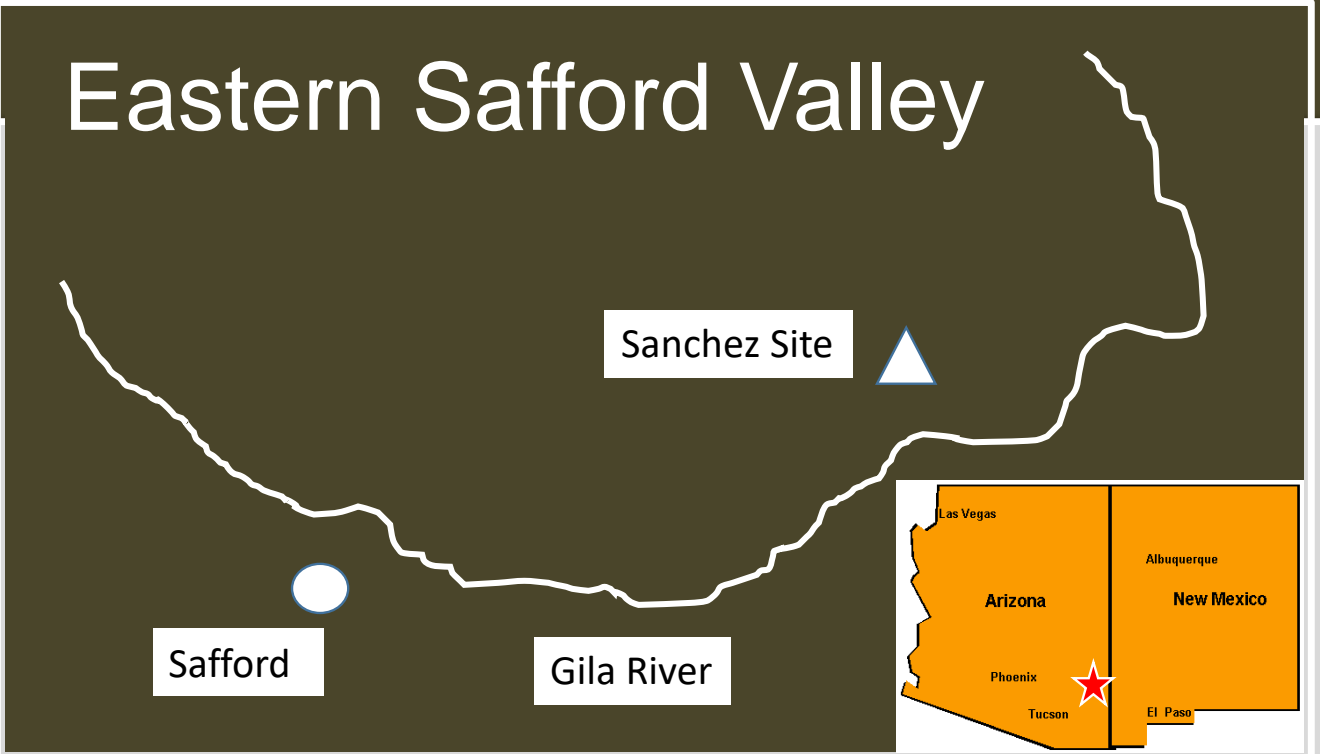 Eastern Safford Valley
Sanchez Site
Safford
Gila River
Las Vegas
Albuquerque
Arizona
New Mexico
Phoenix
Tucson
El Paso